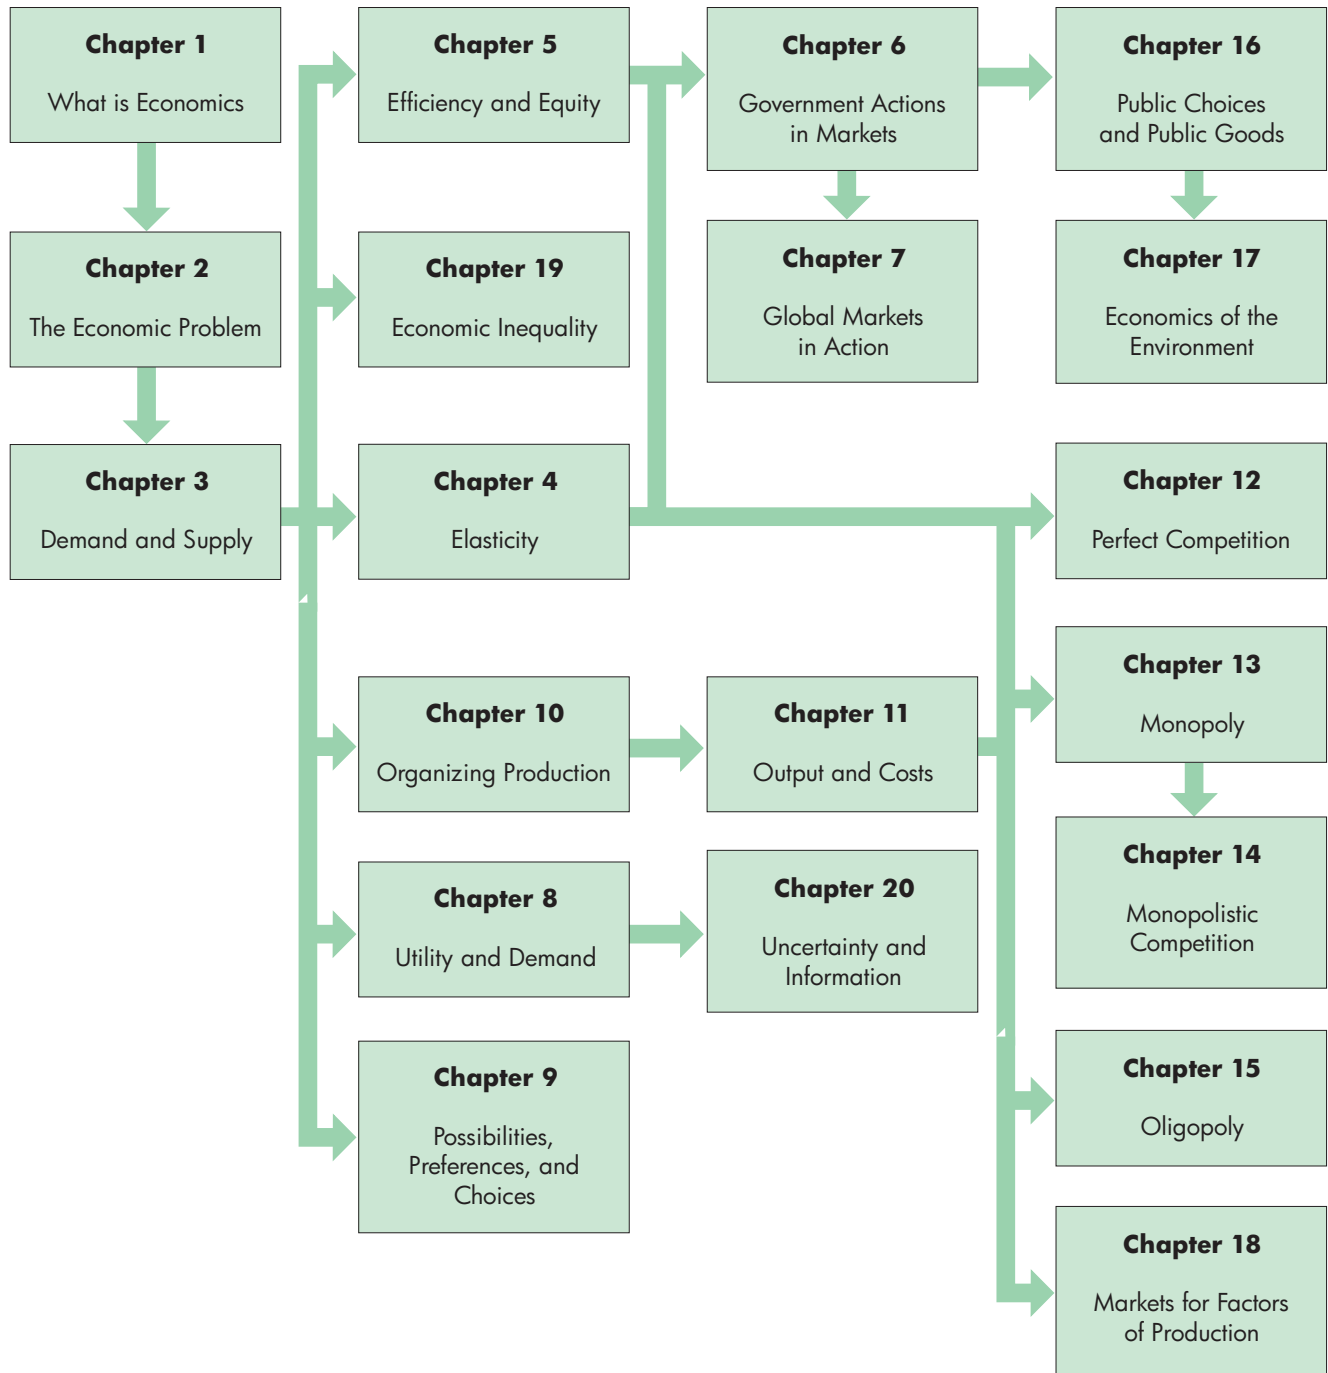 Chapter 1
What is Economics
Chapter 2
The Economic Problem
Chapter 3
Demand and Supply
Chapter 5
Efficiency and Equity
Chapter 19
Economic Inequality
Chapter 4
Elasticity
Chapter 10
Organizing Production
Chapter 8
Utility and Demand
Chapter 9
Possibilities,
Preferences, and
Choices
Chapter 6
Government Actions
in Markets
Chapter 7
Global Markets
in Action
Chapter 11
Output and Costs
Chapter 20
Uncertainty and
Information
Chapter 16
Public Choices
and Public Goods
Chapter 17
Economics of the
Environment
Chapter 12
Perfect Competition
Chapter 13
Monopoly
Chapter 14
Monopolistic
Competition
Chapter 15
Oligopoly
Chapter 18
Markets for Factors
of Production